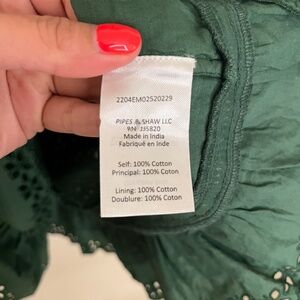 2204EM02520229
PIPES & SHAW LLC
RN 155820
Made in India
Fabriqué en Inde
Self: 100% Cotton
Principal: 100% Coton
Lining: 100% Cotton
Doublure: 100% Coton